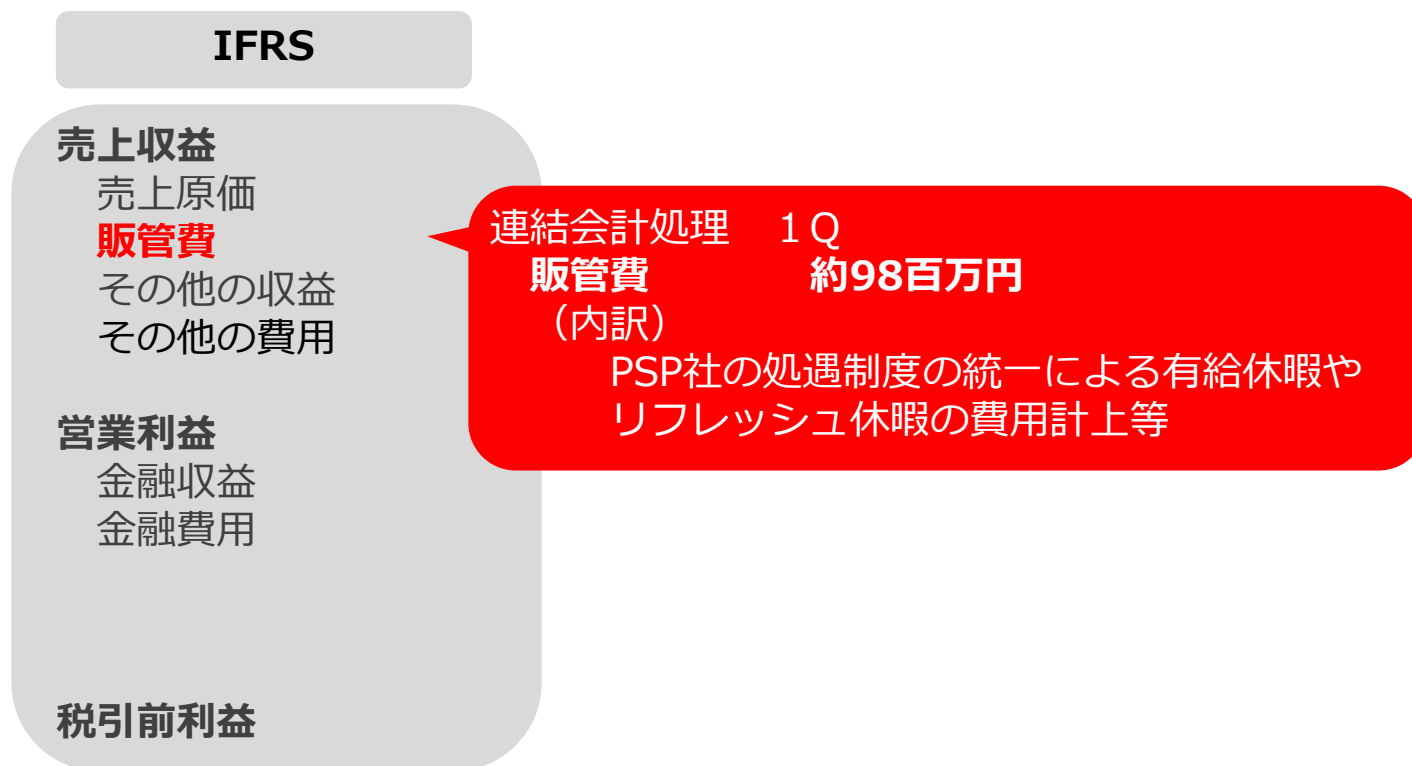 IFRS
売上収益
売上原価
販管費
その他の収益
その他の費用
営業利益
金融収益
金融費用
税引前利益
連結会計処理　１Q
販管費　約98百万円
（内訳）
PSP社の処遇制度の統一による有給休暇や
リフレッシュ休暇の費用計上等